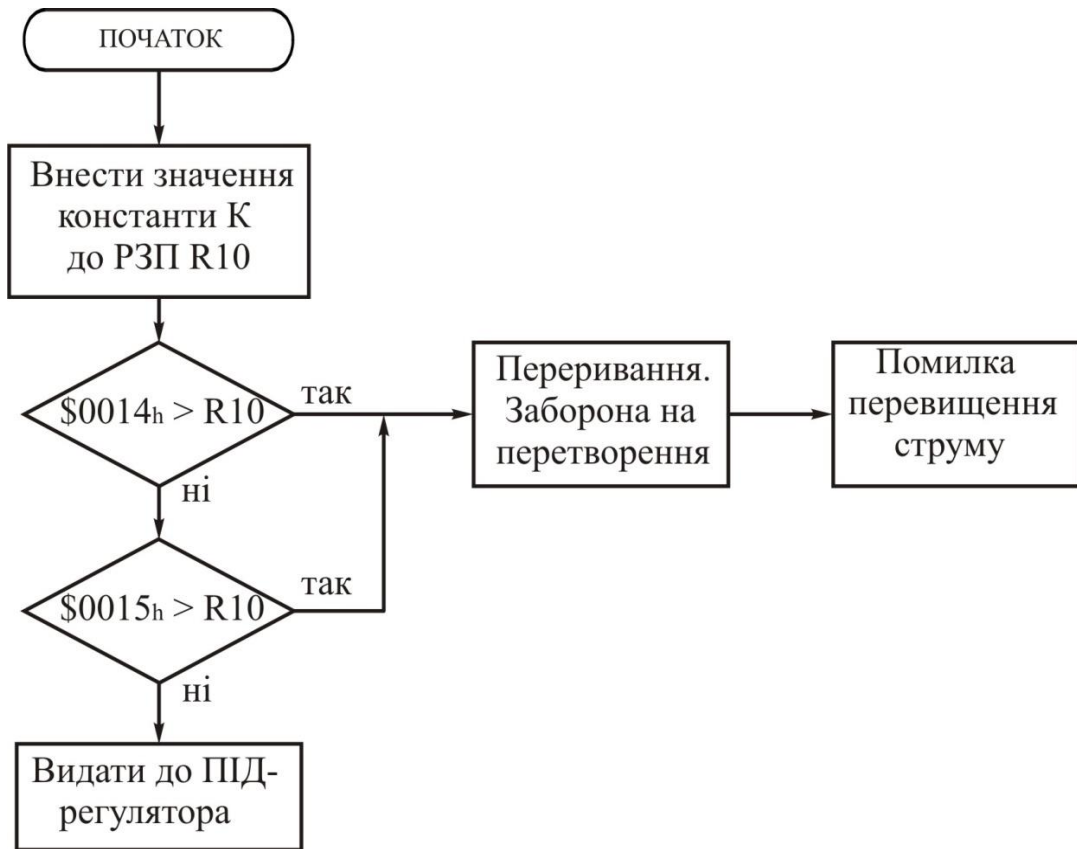 ПОЧАТОК
Внести значення
константи К
до РЗП R10
$0014h > R10
так
ні
Переривання.
Заборона на
перетворення
Помилка
перевищення
струму
$0015h > R10
так
ні
Видати до ПІД-
регулятора